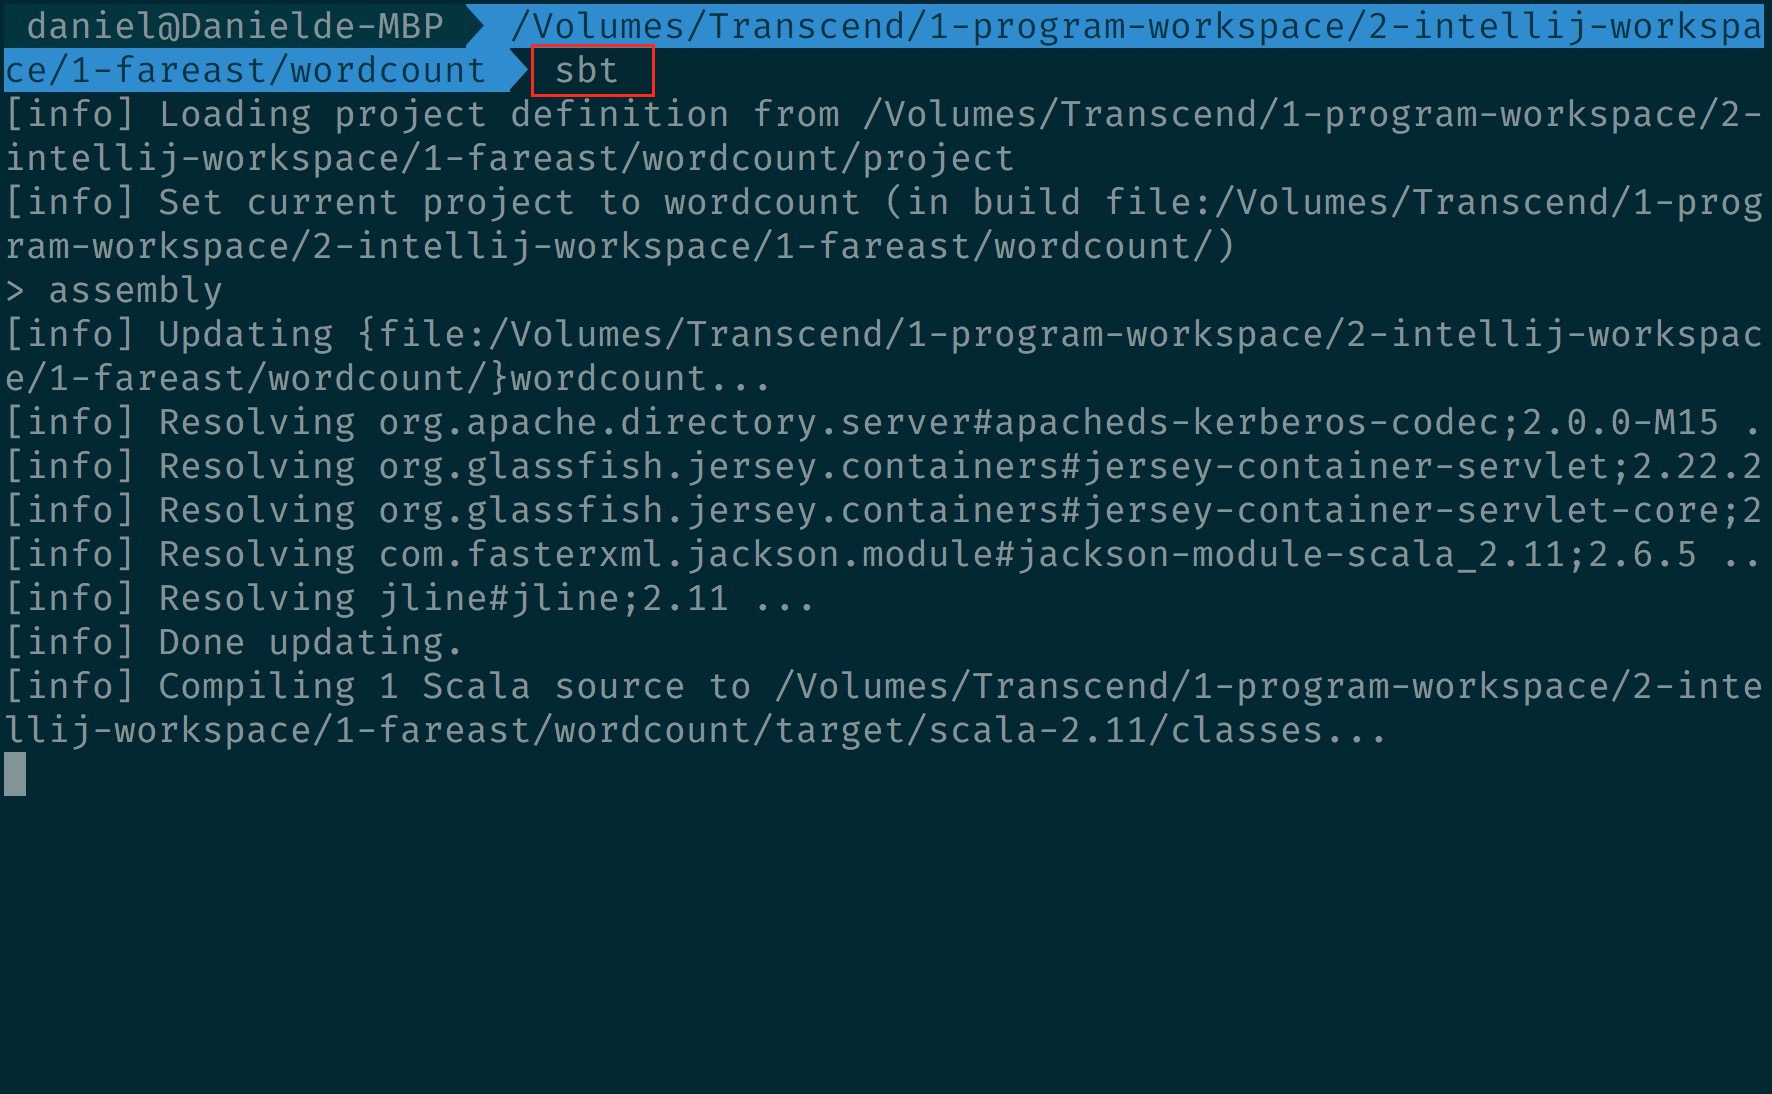 daniel@Danielde-MBP /Volumes/Transcend/1-program-workspace/2-intellij-workspa
ce/1-fareast/wordcount sbt
[info] Loading project definition from /Volumes/Transcend/1-program-workspace/2-
intellij-workspace/1-fareast/wordcount/project
[info] Set current project to wordcount (in build file:/Volumes/Transcend/1-prog
ram-workspace/2-intellij-workspace/1-fareast/wordcount/)
> assembly
[info] Updating {file:/Volumes/Transcend/1-program-workspace/2-intellij-workspac
e/1-fareast/wordcount/}wordcount...
[info] Resolving org.apache.directory.server#apacheds-kerberos-codec;2.0.0-M15 .
[info] Resolving org.glassfish.jersey.containers#jersey-container-servlet;2.22.2
[info] Resolving org.glassfish.jersey.containers#jersey-container-servlet-core;2
[info] Resolving com.fasterxml.jackson.module#jackson-module-scala_2.11;2.6.5 ..
[info] Resolving jline#jline;2.11 ...
[info] Done updating.
[info] Compiling 1 Scala source to /Volumes/Transcend/1-program-workspace/2-inte
llij-workspace/1-fareast/wordcount/target/scala-2.11/classes...